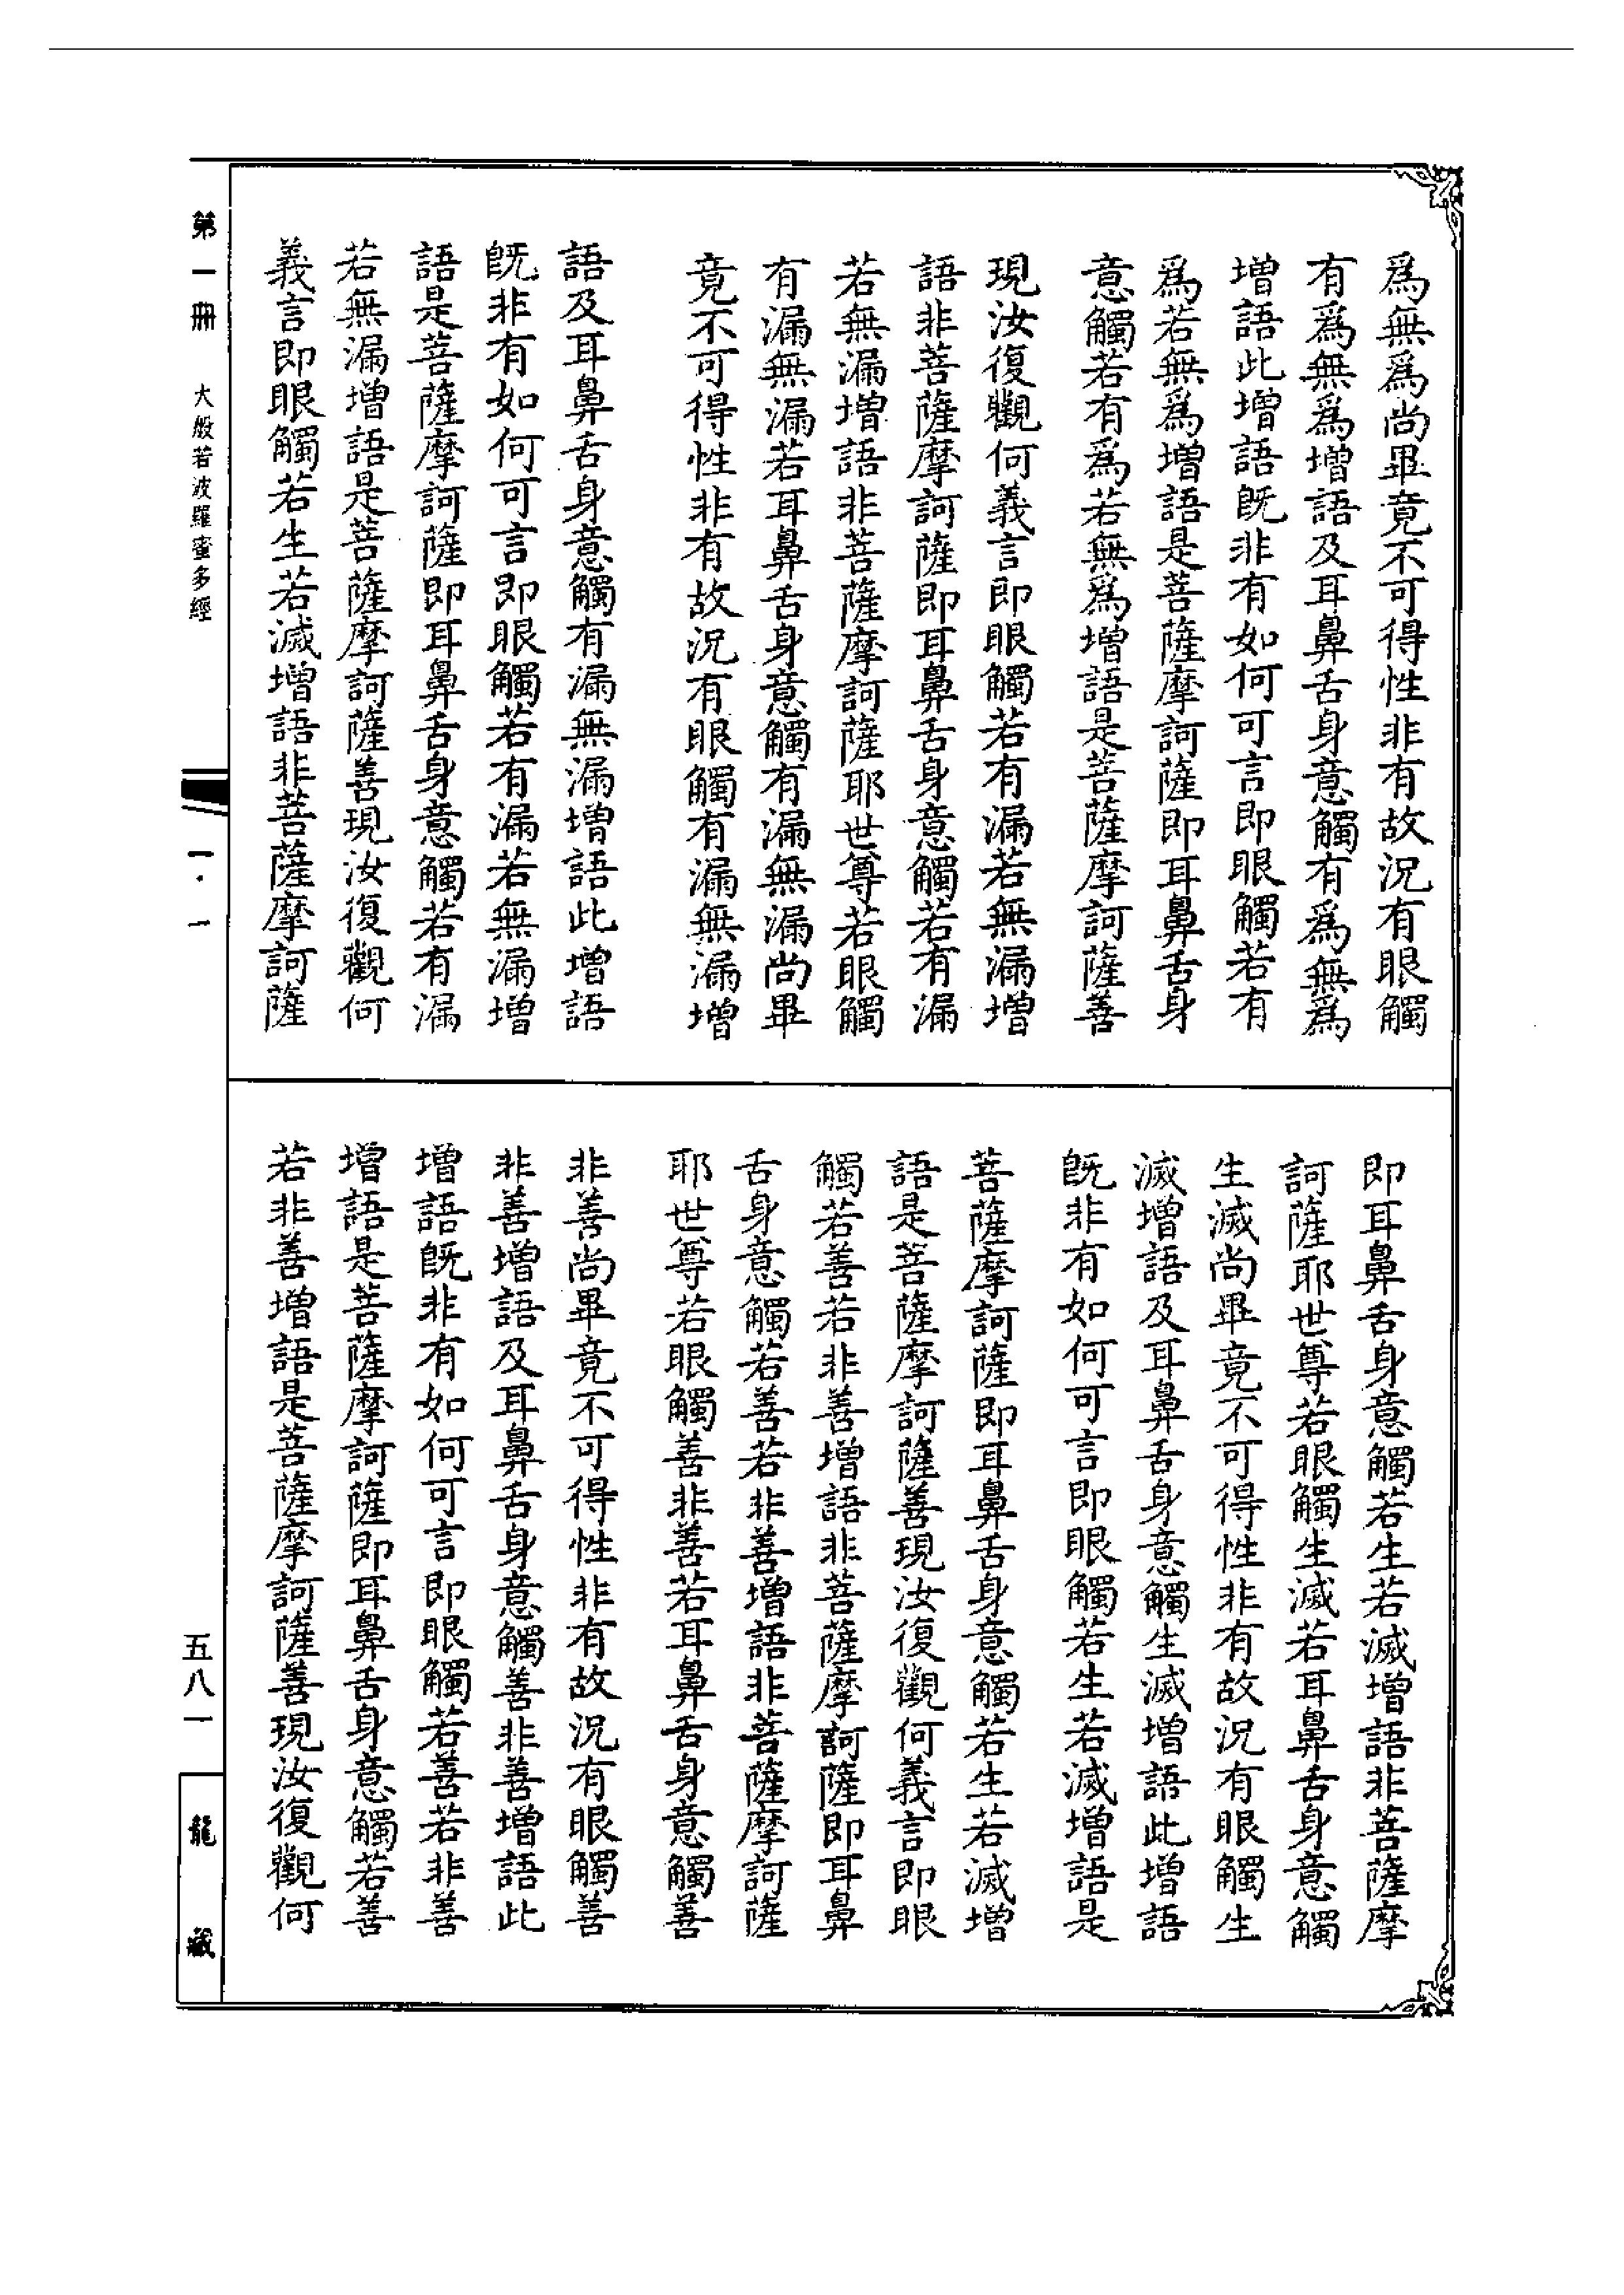 爲無爲尚畢竟不可得性非有故況有眼觸
有爲無爲增語及耳鼻舌身意觸有爲無爲
增語此增語旣非有如何可言即眼觸若有
爲若無爲增語是菩薩摩訶薩即耳鼻舌身
意觸若有爲若無爲增語是菩薩摩訶薩善
現汝復觀何義言即眼觸若有漏若無漏增
語非菩薩摩訶薩即耳鼻舌身意觸若有漏
若無漏增語非菩薩摩訶薩耶世尊若眼觸
有漏無漏若耳鼻舌身意觸有漏無漏尚畢
竟不可得性非有故況有眼觸有漏無漏增
語及耳鼻舌身意觸有漏無漏增語此增語
旣非有如何可言即眼觸若有漏若無漏增
語是菩薩摩訶薩即耳鼻舌身意觸若有漏
若無漏增語是菩薩摩訶薩善現汝復觀何
義言即眼觸若生若滅增語非菩薩摩訶薩
即耳鼻舌身意觸若生若滅增語非菩薩摩
訶薩耶世尊若眼觸生滅若耳鼻舌身意觸
生滅尚畢竟不可得性非有故況有眼觸生
滅增語及耳鼻舌身意觸生滅增語此增語
旣非有如何可言即眼觸若生若滅增語是
菩薩摩訶薩即耳鼻舌身意觸若生若滅增
語是菩薩摩訶薩善現汝復觀何義言即眼
觸若善若非善增語非菩薩摩訶薩即耳鼻
舌身意觸若善若非善增語非菩薩摩訶薩
耶世尊若眼觸善非善若耳鼻舌身意觸善
非善尚畢竟不可得性非有故況有眼觸善
非善增語及耳鼻舌身意觸善非善增語此
增語旣非有如何可言即眼觸若善若非善
增語是菩薩摩訶薩即耳鼻舌身意觸若善
若非善增語是菩薩摩訶薩善現汝復觀何
第一冊 大般若波羅蜜多經 一·一
五八一
龍藏